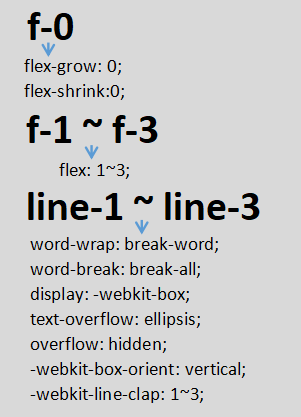 f-0
flex-grow: 0;
flex-shrink:0;
f-1 ~ f-3
flex: 1~3;
line-1 ~ line-3
word-wrap: break-word;
word-break: break-all;
display: -webkit-box;
text-overflow: ellipsis;
overflow: hidden;
-webkit-box-orient: vertical;
-webkit-line-clap: 1~3;